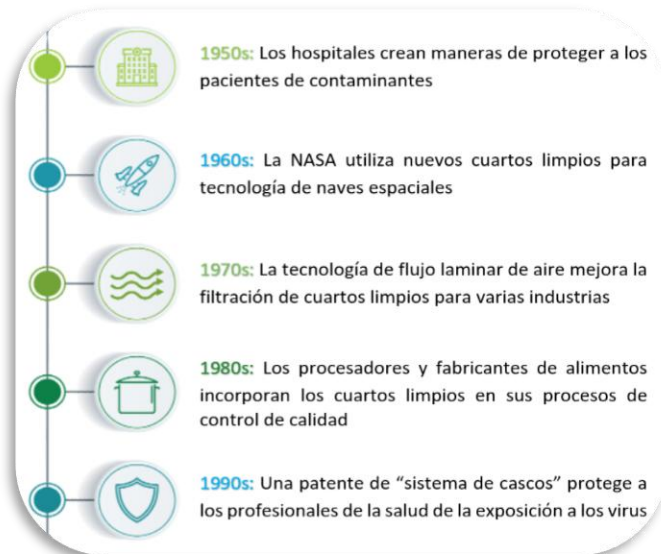 1950s: Los hospitales crean maneras de proteger a los
pacientes de contaminantes
1960s: La NASA utiliza nuevos cuartos limpios para
tecnología de naves espaciales
1970s: La tecnología de flujo laminar de aire mejora la
filtración de cuartos limpios para varias industrias
1980s: Los procesadores y fabricantes de alimentos
incorporan los cuartos limpios en sus procesos de
control de calidad
1990s: Una patente de “sistema de cascos” protege a
los profesionales de la salud de la exposición a los virus